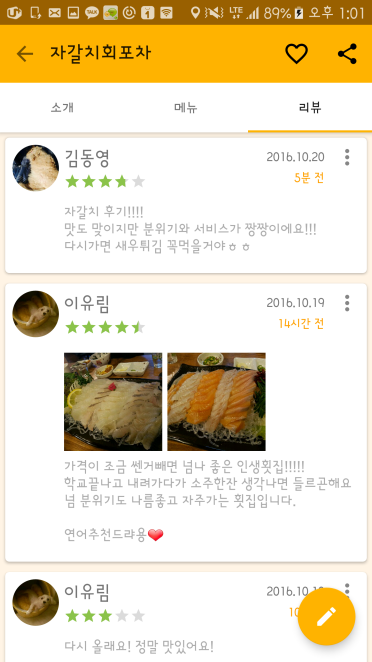 89% 오후 1:01
자갈치회포차
소개 메뉴 리뷰
김동영 2016.10.20
5분 전
자갈치 후기!!!!
맛도 맞이지만 분위기와 서비스가 짱짱이에요!!!
다시가면 새우튀김 꼭먹을거야ㅎㅎ
이유림 2016.10.19
14시간 전
가격이 조금 쎈거빼면 넘나 좋은 인생횟집!!!!!
학교끝나고 내려가다가 소주한잔 생각나면 들르곤해요
넘 분위기도 나름좋고 자주가는 횟집입니다.
연어추천드랴용❤
이유림
다시 올래요! 정말 맛있어요!